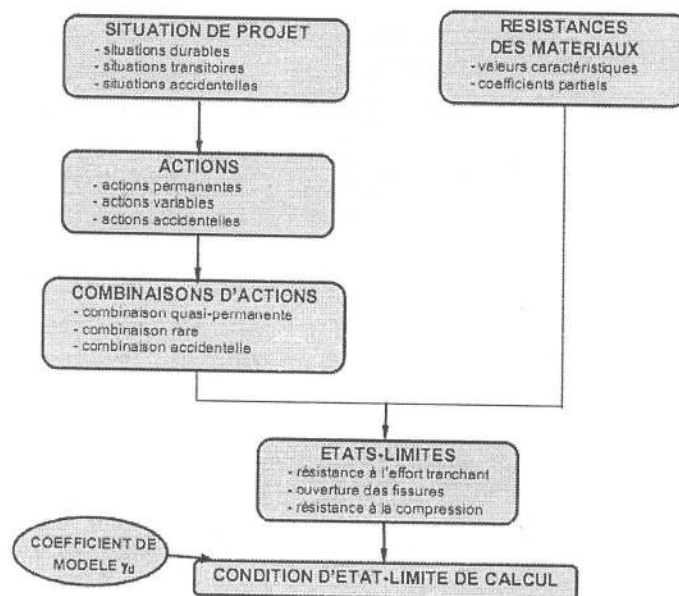 SITUATION DE PROJET
- situations durables
- situations transitoires
- situations accidentelles
RESISTANCES
DES MATERIAUX
- valeurs caractéristiques
- coefficients partiels
ACTIONS
- actions permanentes
- actions variables
- actions accidentelles
COMBINAISONS D'ACTIONS
- combinaison quasi-permanente
- combinaison rare
- combinaison accidentelle
ETATS-LIMITES
- résistance à l'effort tranchant
- ouverture des fissures
- résistance à la compression
COEFFICIENT DE
MODELE γd
CONDITION D'ETAT-LIMITE DE CALCUL